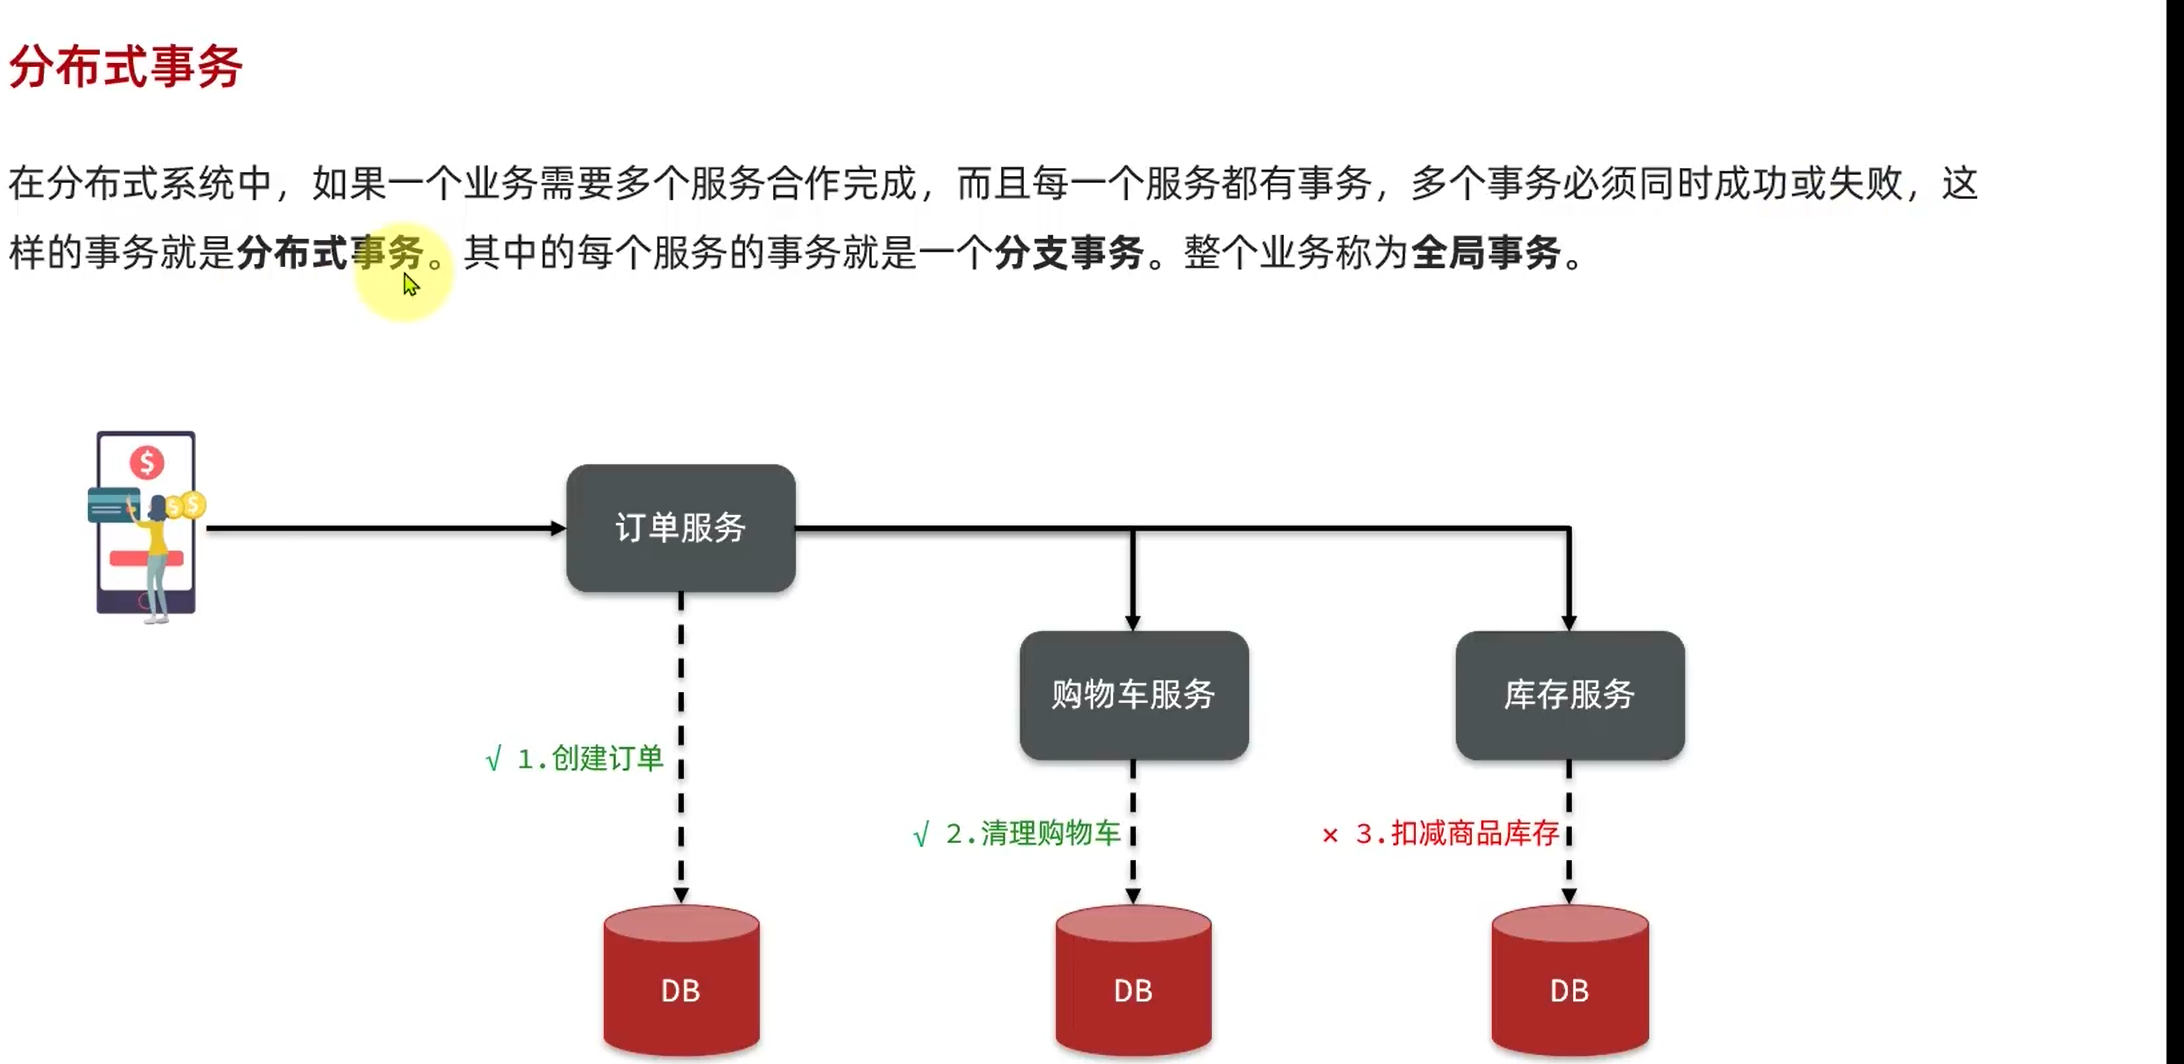 分布式事务
在分布式系统中，如果一个业务需要多个服务合作完成，而且每一个服务都有事务，多个事务必须同时成功或失败，这
样的事务就是分布式事务。其中的每个服务的事务就是一个分支事务。整个业务称为全局事务。
$
$
$
订单服务
购物车服务
库存服务
√ 1.创建订单
√ 2.清理购物车
× 3.扣减商品库存
DB
DB
DB